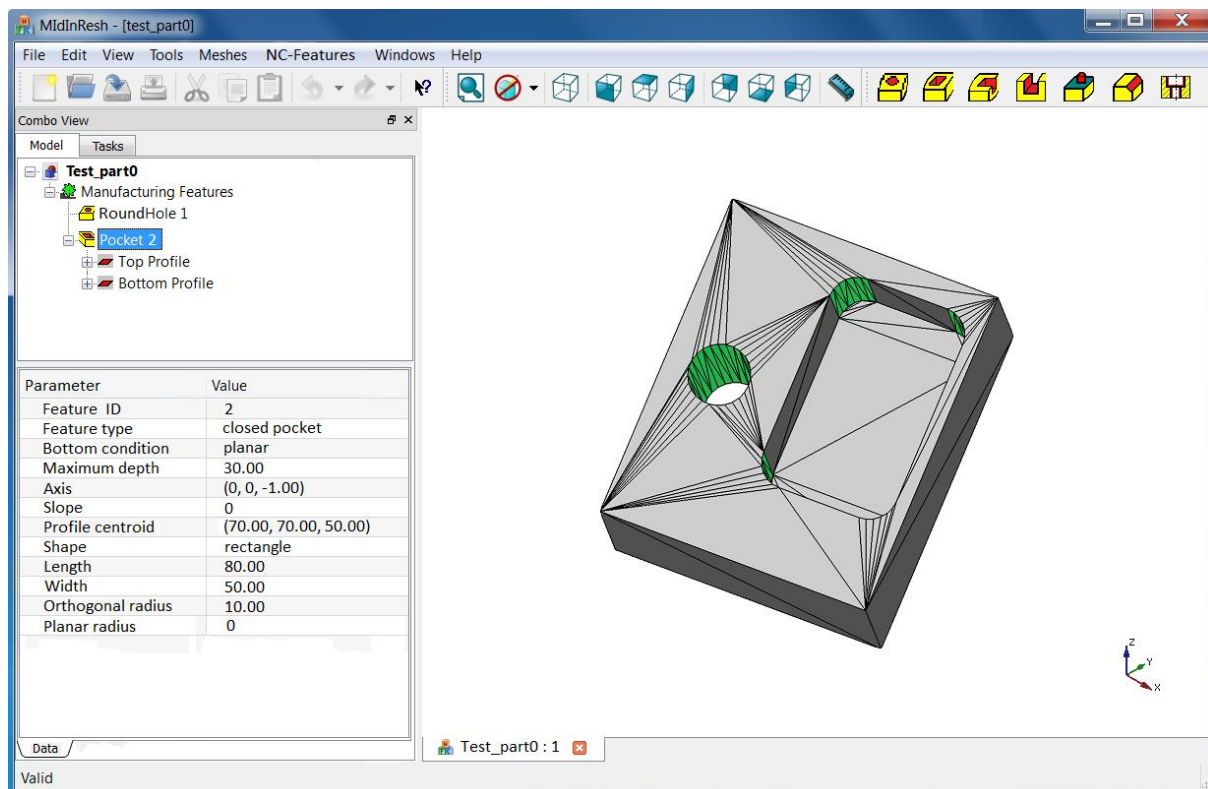 MIdInResh - [test_part0]
File Edit View Tools Meshes NC-Features Windows Help
Combo View
Model Tasks
Test_part0
Manufacturing Features
RoundHole 1
Pocket 2
Top Profile
Bottom Profile
Parameter Value
Feature ID 2
Feature type closed pocket
Bottom condition planar
Maximum depth 30.00
Axis (0, 0, -1.00)
Slope 0
Profile centroid (70.00, 70.00, 50.00)
Shape rectangle
Length 80.00
Width 50.00
Orthogonal radius 10.00
Planar radius 0
Z
Y
X
Data
Test_part0 : 1
Valid